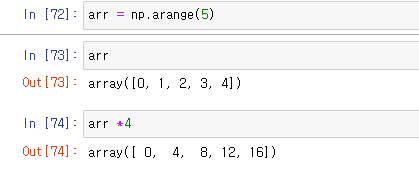 In [72]: arr = np.arange(5)
In [73]: arr
Out[73]: array([0, 1, 2, 3, 4])
In [74]: arr *4
Out[74]: array([ 0,  4,  8, 12, 16])